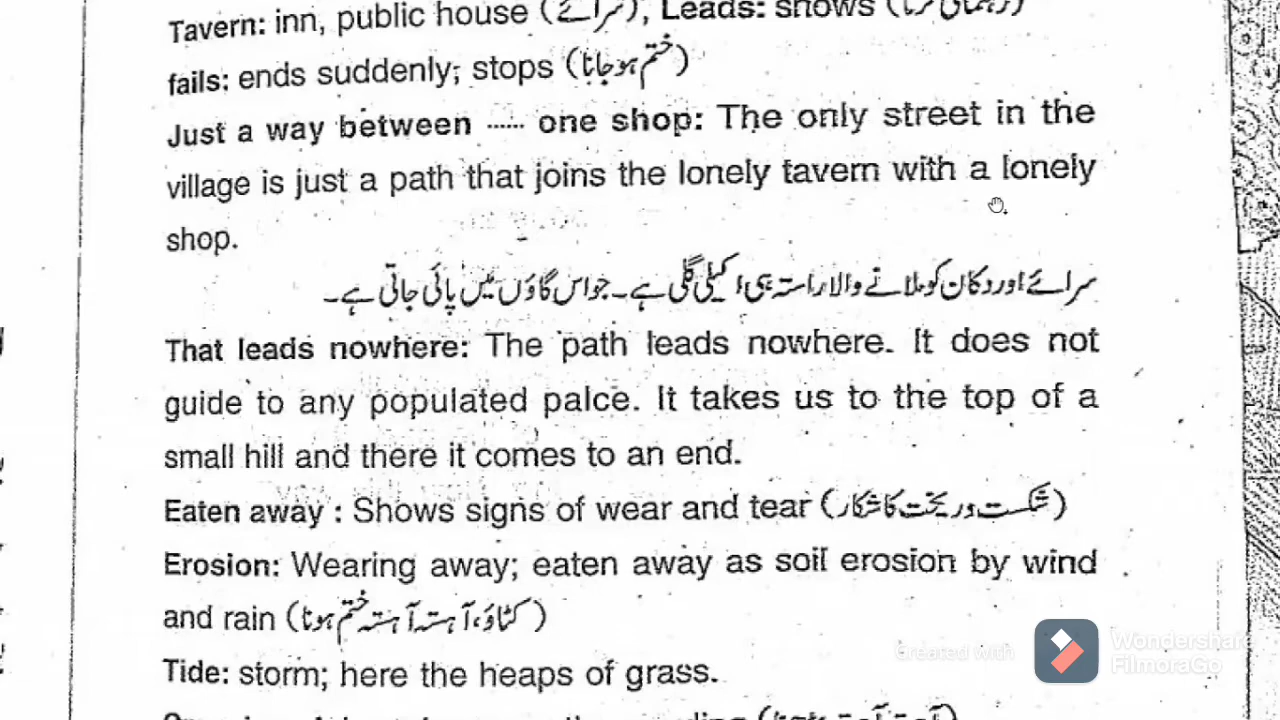 Tavern: inn, public house (سرائے), Leads: shows (رہنمائی کرنا)
fails: ends suddenly; stops (ختم ہو جانا)
Just a way between ...... one shop: The only street in the
village is just a path that joins the lonely tavern with a lonely
shop.
سرائے اور دکان کو ملانے والا راستہ ہی اکیلی گلی ہے۔ جو اس گاؤں میں پائی جاتی ہے۔
That leads nowhere: The path leads nowhere. It does not
guide to any populated palce. It takes us to the top of a
small hill and there it comes to an end.
Eaten away : Shows signs of wear and tear (شکست وریخت کا شکار)
Erosion: Wearing away; eaten away as soil erosion by wind
and rain (کٹاؤ، آہستہ آہستہ ختم ہونا)
Tide: storm; here the heaps of grass.
Created with
Wondershare
FilmoraGo